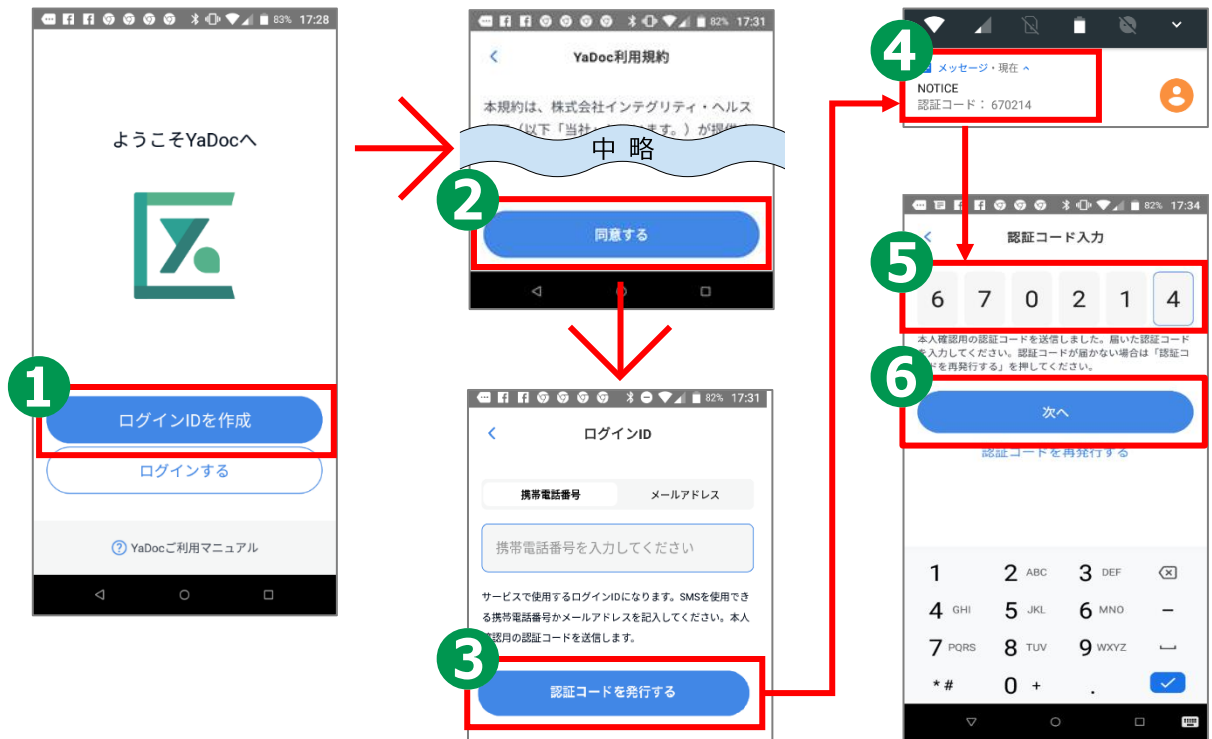 83% 17:28
ようこそYaDocへ
1
ログインIDを作成
ログインする
? YaDocご利用マニュアル
82% 17:31
YaDoc利用規約
本規約は、株式会社インテグリティ・ヘルス
(以下「当社
ます。)が提供
中略
2
同意する
82% 17:31
ログインID
携帯電話番号 メールアドレス
携帯電話番号を入力してください
サービスで使用するログインIDになります。SMSを使用でき
る携帯電話番号かメールアドレスを記入してください。本人
認用の認証コードを送信します。
3
認証コードを発行する
4
メッセージ・現在
NOTICE
認証コード: 670214
82% 17:34
認証コード入力
5
6 7 0 2 1 4
本人確認用の認証コードを送信しました。届いた認証コード
を入力してください。認証コードが届かない場合は「認証コ
ードを再発行する」を押してください。
6
次へ
認証コードを再発行する
1 2 ABC 3 DEF
4 GHI 5 JKL 6 MNO –
7 PQRS 8 TUV 9 WXYZ
* # 0 + .